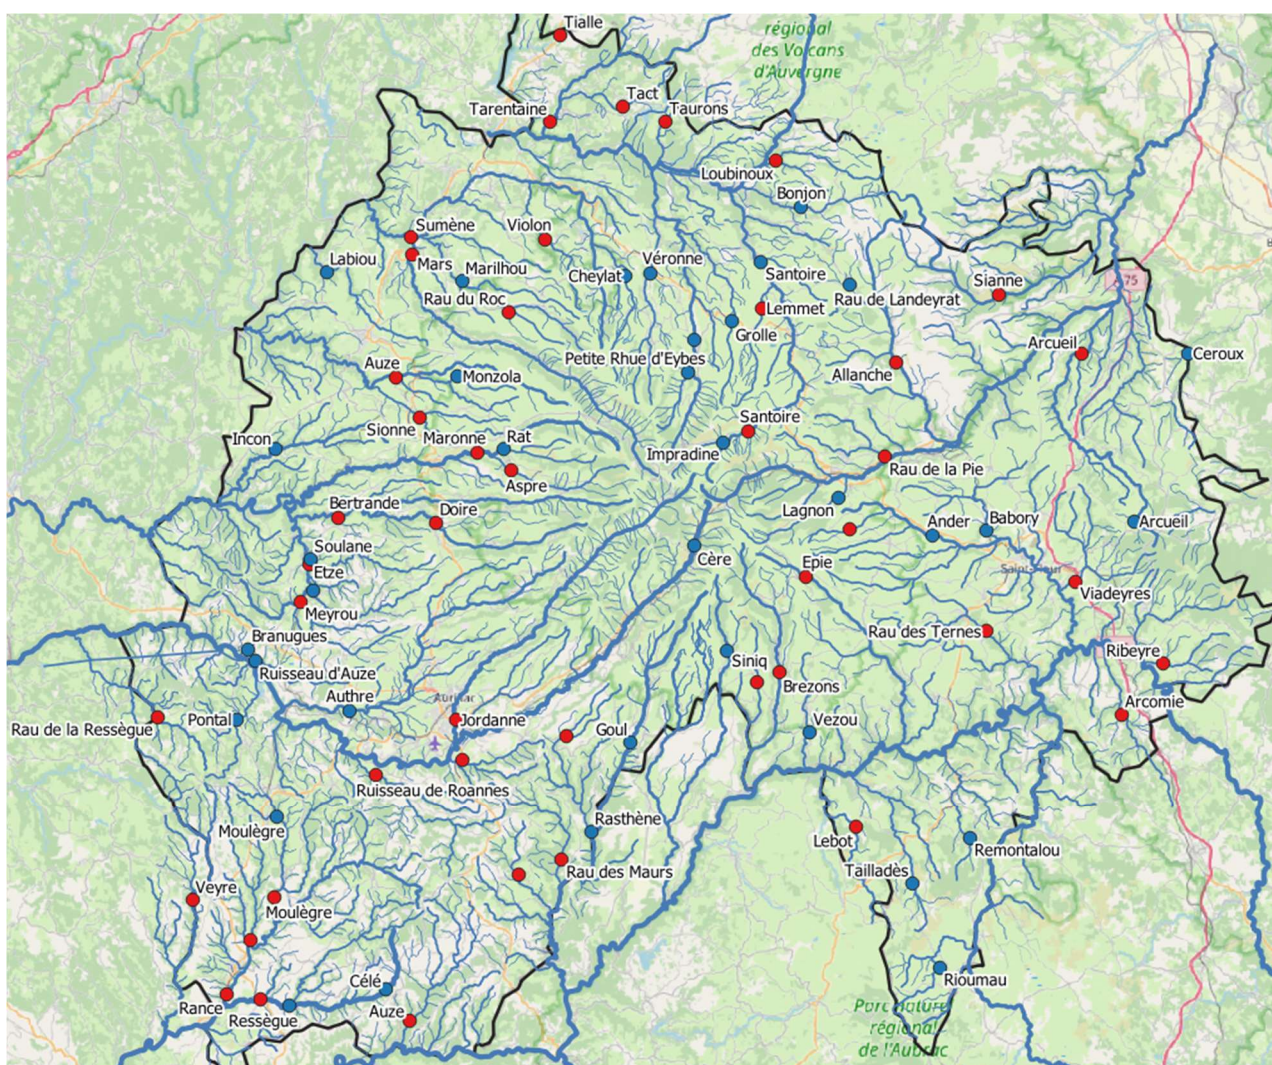 Tialle
régional
des Volcans
d'Auvergne
Tact
Tarentaine
Taurons
Loubinoux
Bonjon
Sumène
Violon
Labiou
Mars
Marilhou
Cheylat
Véronne
Santoire
Sianne
A 75
Rau du Roc
Rau de Landeyrat
Lemmet
Grolle
Arcueil
Ceroux
Petite Rhue d'Eybes
Auze
Monzola
Allanche
Santoire
Sionne
Incon
Maronne
Rat
Impradine
Rau de la Pie
Aspre
Bertrande
Doire
Lagnon
Ander
Babory
Arcueil
Soulane
Etze
Cère
Epie
Saint-Flour
Viadeyres
Meyrou
Branugues
Rau des Ternes
Ribeyre
Siniq
Ruisseau d'Auze
Brezons
Authre
Aurillac
Arcomie
Rau de la Ressègue
Pontal
Jordanne
Goul
Vezou
Ruisseau de Roannes
Moulègre
Rasthène
Lebot
Remontalou
Rau des Maurs
Tailladès
Veyre
Moulègre
Célé
Rioumau
Rance
Ressègue
Auze
Parc naturel
régional
de l'Aubrac